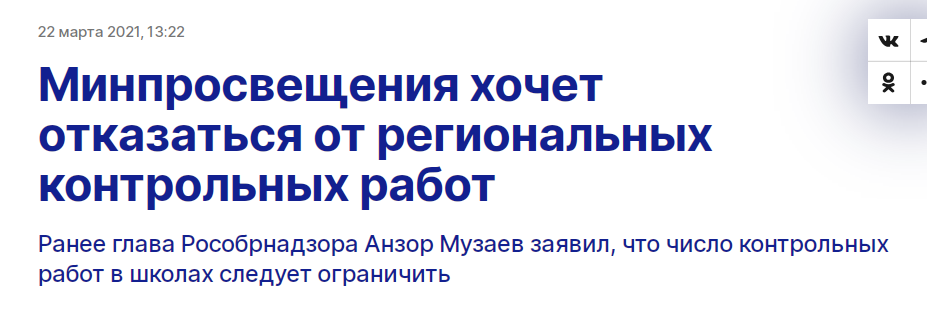 22 марта 2021, 13:22
Минпросвещения хочет
отказаться от региональных
контрольных работ
Ранее глава Рособрнадзора Анзор Музаев заявил, что число контрольных
работ в школах следует ограничить